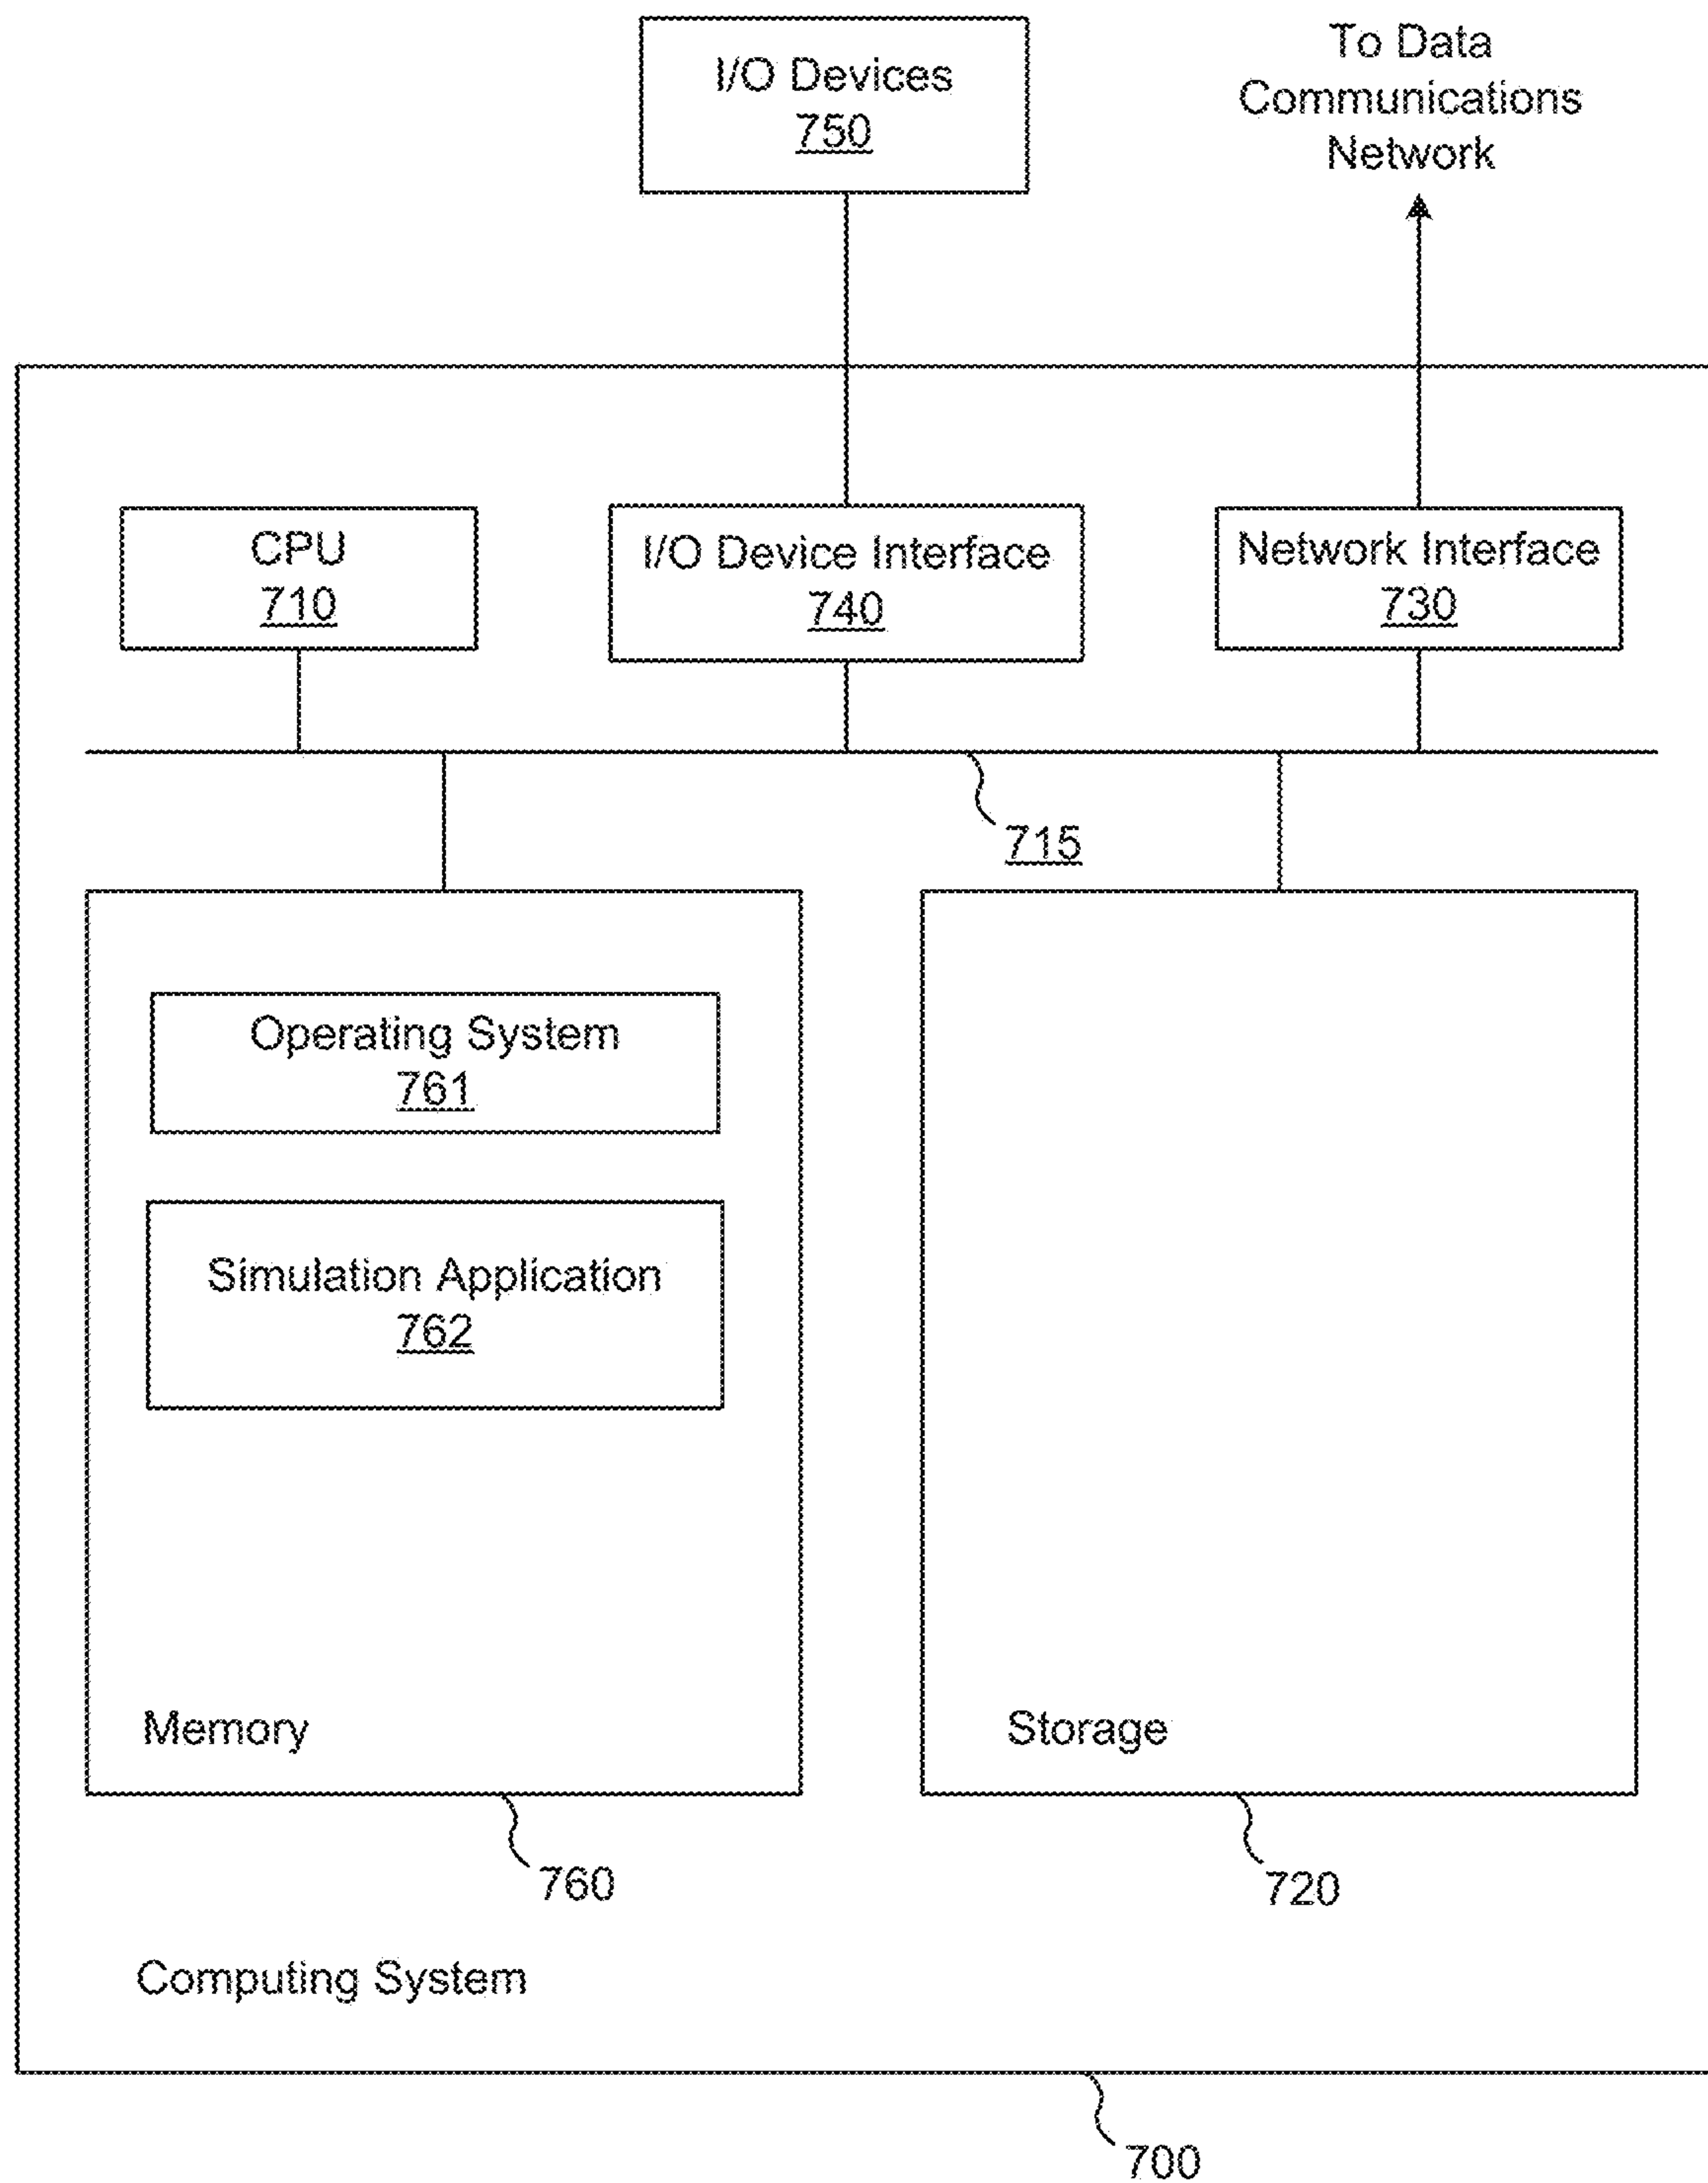 I/O Devices
750
To Data
Communications
Network
CPU
710
I/O Device Interface
740
Network Interface
730
715
Operating System
761
Simulation Application
762
Memory
Storage
760
720
Computing System
700